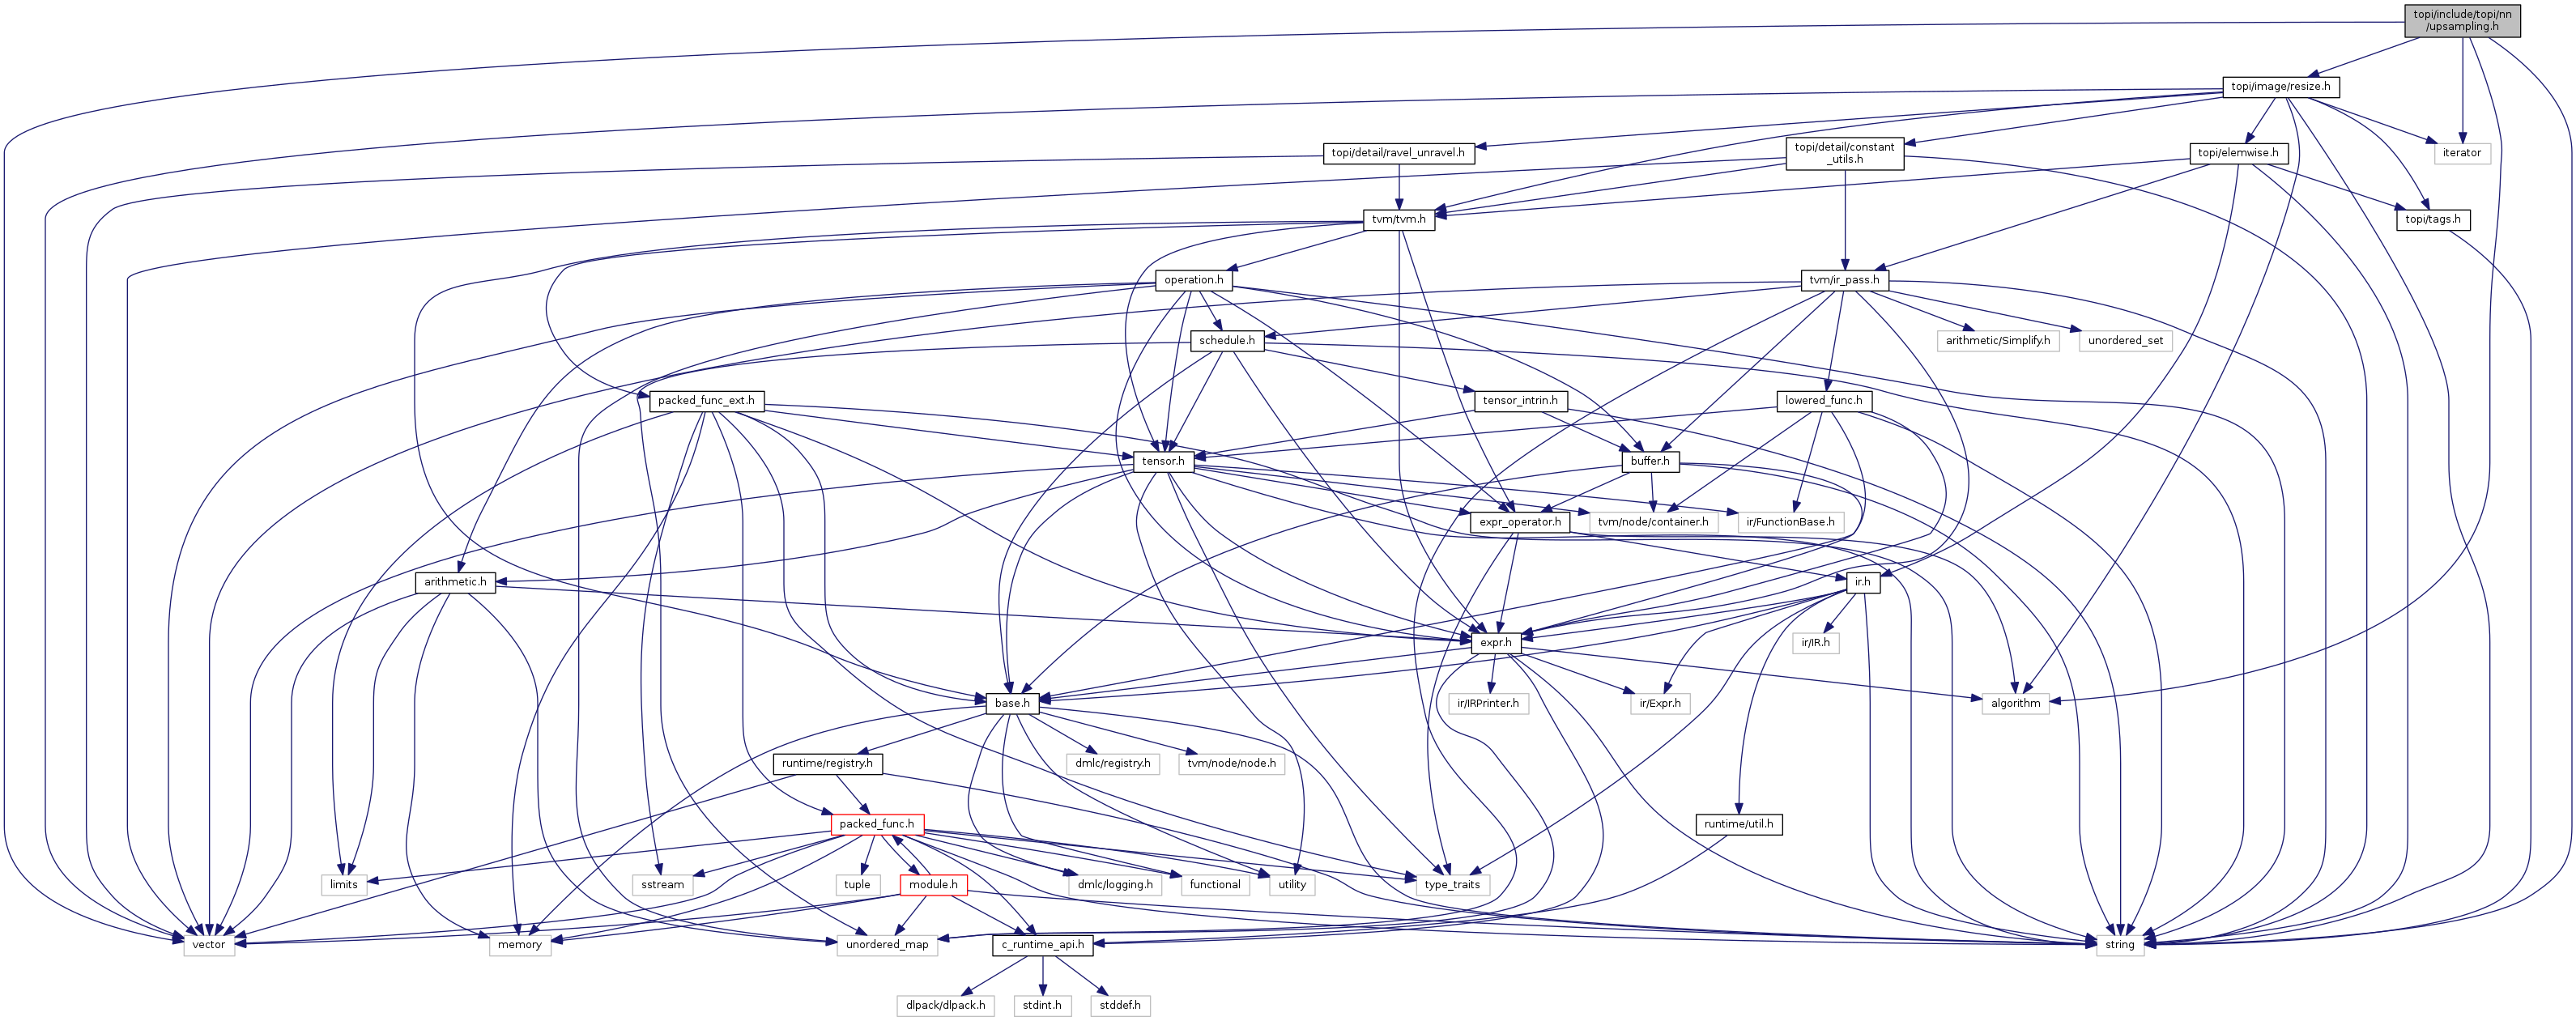 topi/include/topi/nn
/upsampling.h
topi/image/resize.h
topi/detail/ravel_unravel.h
topi/detail/constant
_utils.h
topi/elemwise.h
iterator
tvm/tvm.h
topi/tags.h
operation.h
tvm/ir_pass.h
schedule.h
arithmetic/Simplify.h
unordered_set
packed_func_ext.h
tensor_intrin.h
lowered_func.h
tensor.h
buffer.h
expr_operator.h
tvm/node/container.h
ir/FunctionBase.h
arithmetic.h
ir.h
expr.h
ir/IR.h
base.h
ir/IRPrinter.h
ir/Expr.h
algorithm
runtime/registry.h
dmlc/registry.h
tvm/node/node.h
packed_func.h
runtime/util.h
limits
sstream
tuple
module.h
dmlc/logging.h
functional
utility
type_traits
vector
memory
unordered_map
c_runtime_api.h
string
dlpack/dlpack.h
stdint.h
stddef.h